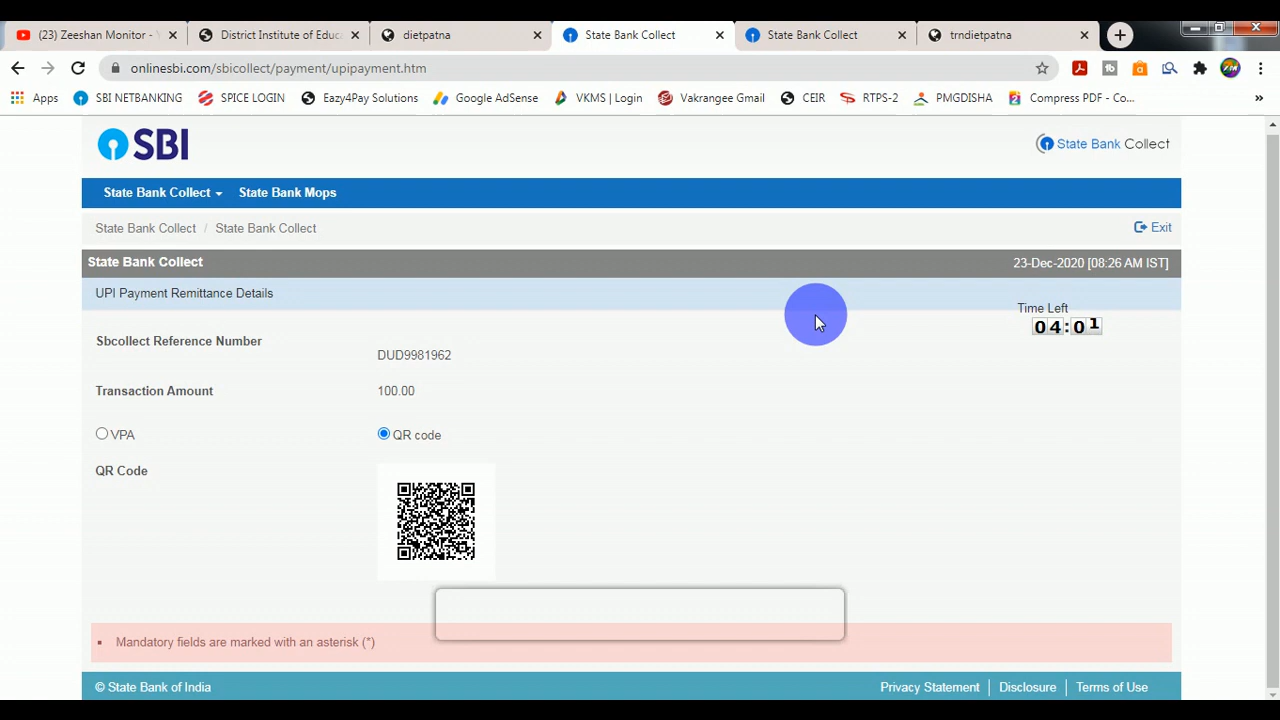 (23) Zeeshan Monitor - District Institute of Educ dietpatna State Bank Collect State Bank Collect trndietpatna
onlinesbi.com/sbicollect/payment/upipayment.htm
Apps SBI NETBANKING SPICE LOGIN Eazy4Pay Solutions Google AdSense VKMS | Login Vakrangee Gmail CEIR RTPS-2 PMGDISHA Compress PDF - Co... »
SBI State Bank Collect
State Bank Collect State Bank Mops
State Bank Collect / State Bank Collect Exit
State Bank Collect 23-Dec-2020 [08:26 AM IST]
UPI Payment Remittance Details
Time Left
04:01
Sbcollect Reference Number
DUD9981962
Transaction Amount 100.00
VPA QR code
QR Code
Mandatory fields are marked with an asterisk (*)
© State Bank of India Privacy Statement Disclosure Terms of Use